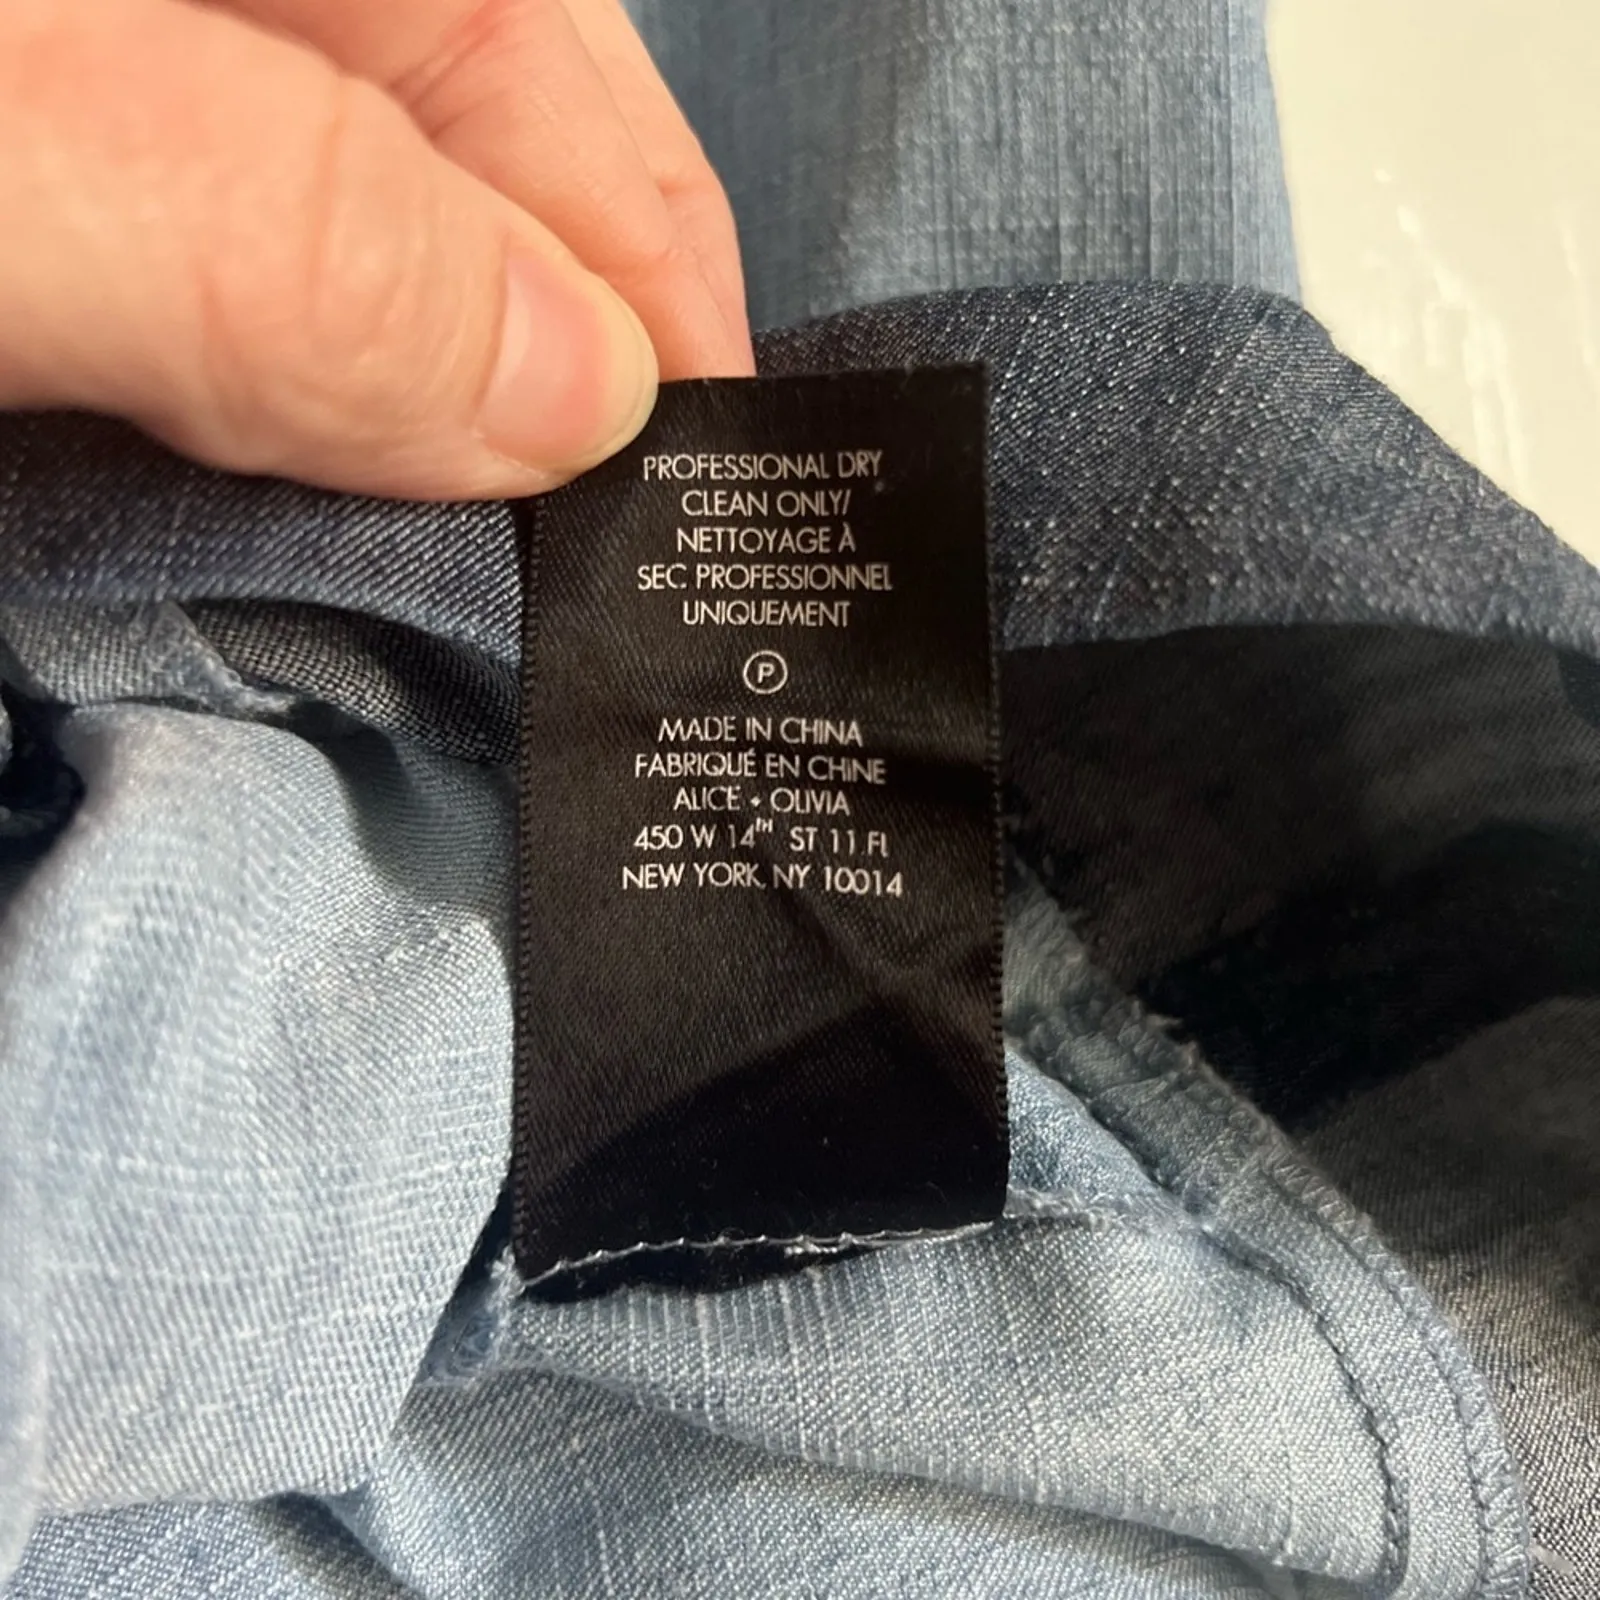 PROFESSIONAL DRY
CLEAN ONLY/
NETTOYAGE À
SEC PROFESSIONNEL
UNIQUEMENT
P
MADE IN CHINA
FABRIQUÉ EN CHINE
ALICE + OLIVIA
450 W 14TH ST 11 FL
NEW YORK, NY 10014